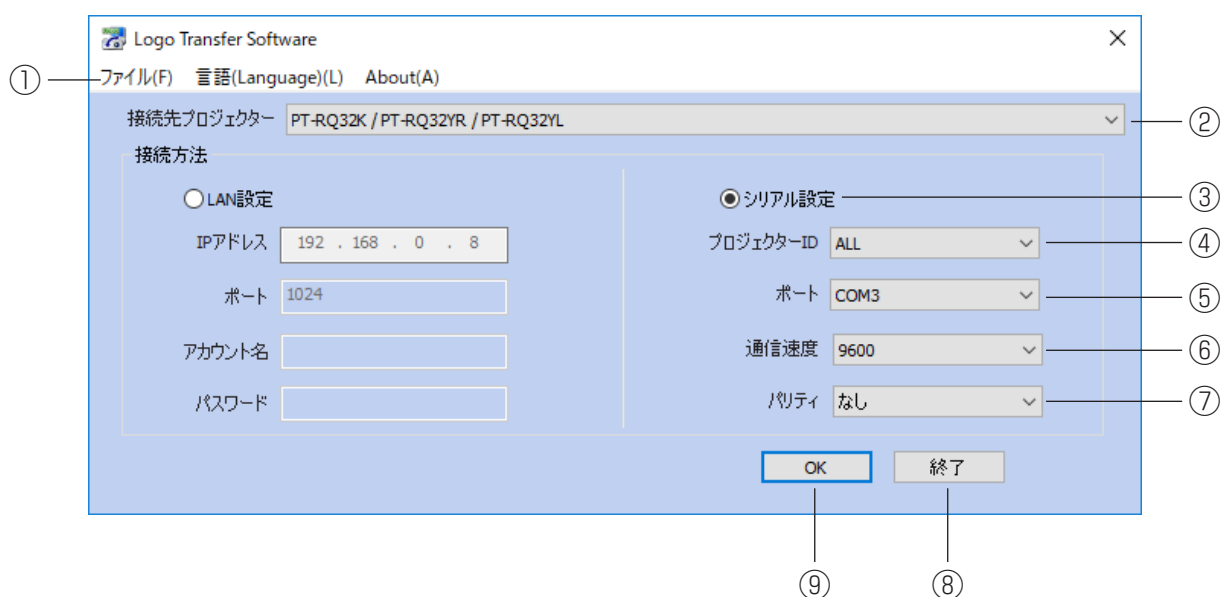 Logo Transfer Software
① ファイル(F) 言語(Language)(L) About(A)
接続先プロジェクター PT-RQ32K / PT-RQ32YR / PT-RQ32YL ②
接続方法
LAN設定 シリアル設定 ③
IPアドレス 192 . 168 . 0 . 8 プロジェクターID ALL ④
ポート 1024 ポート COM3 ⑤
アカウント名 通信速度 9600 ⑥
パスワード パリティ なし ⑦
OK 終了
⑨ ⑧